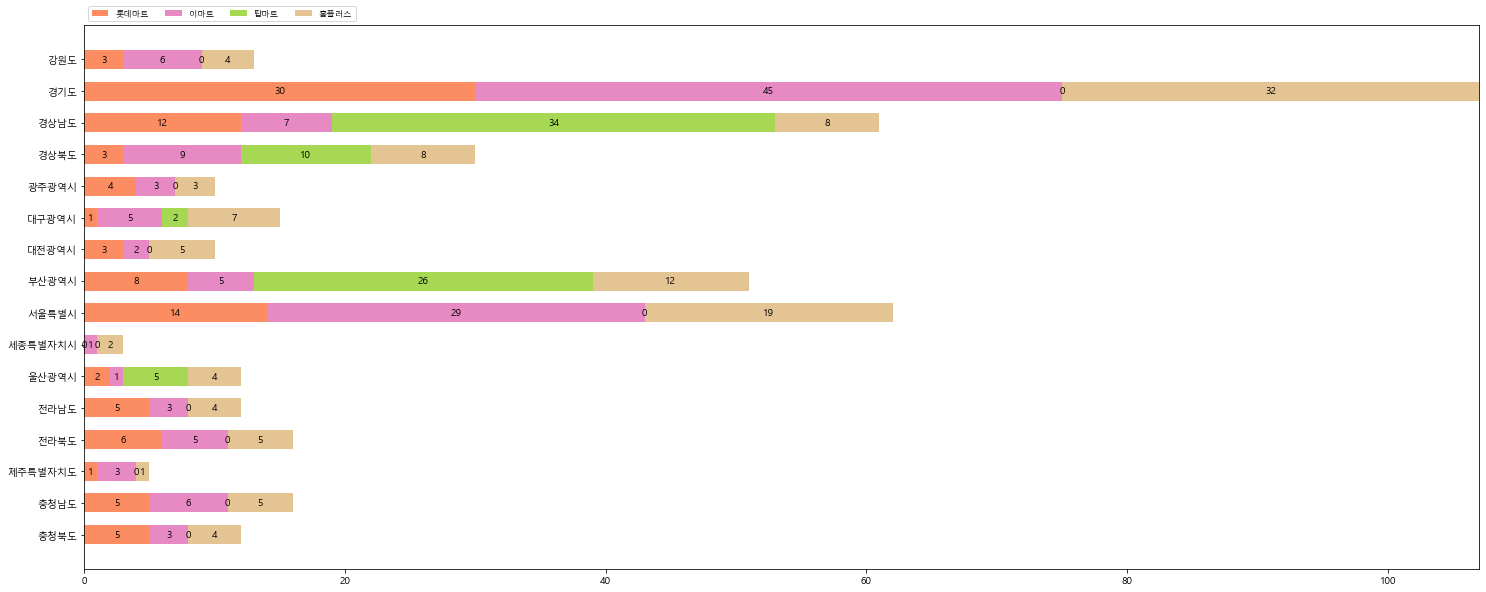 롯데마트 이마트 탑마트 홈플러스
강원도 3 6 0 4
경기도 30 45 0 32
경상남도 12 7 34 8
경상북도 3 9 10 8
광주광역시 4 3 0 3
대구광역시 1 5 2 7
대전광역시 3 2 0 5
부산광역시 8 5 26 12
서울특별시 14 29 0 19
세종특별자치시 0 1 0 2
울산광역시 2 1 5 4
전라남도 5 3 0 4
전라북도 6 5 0 5
제주특별자치도 1 3 0 1
충청남도 5 6 0 5
충청북도 5 3 0 4
0 20 40 60 80 100